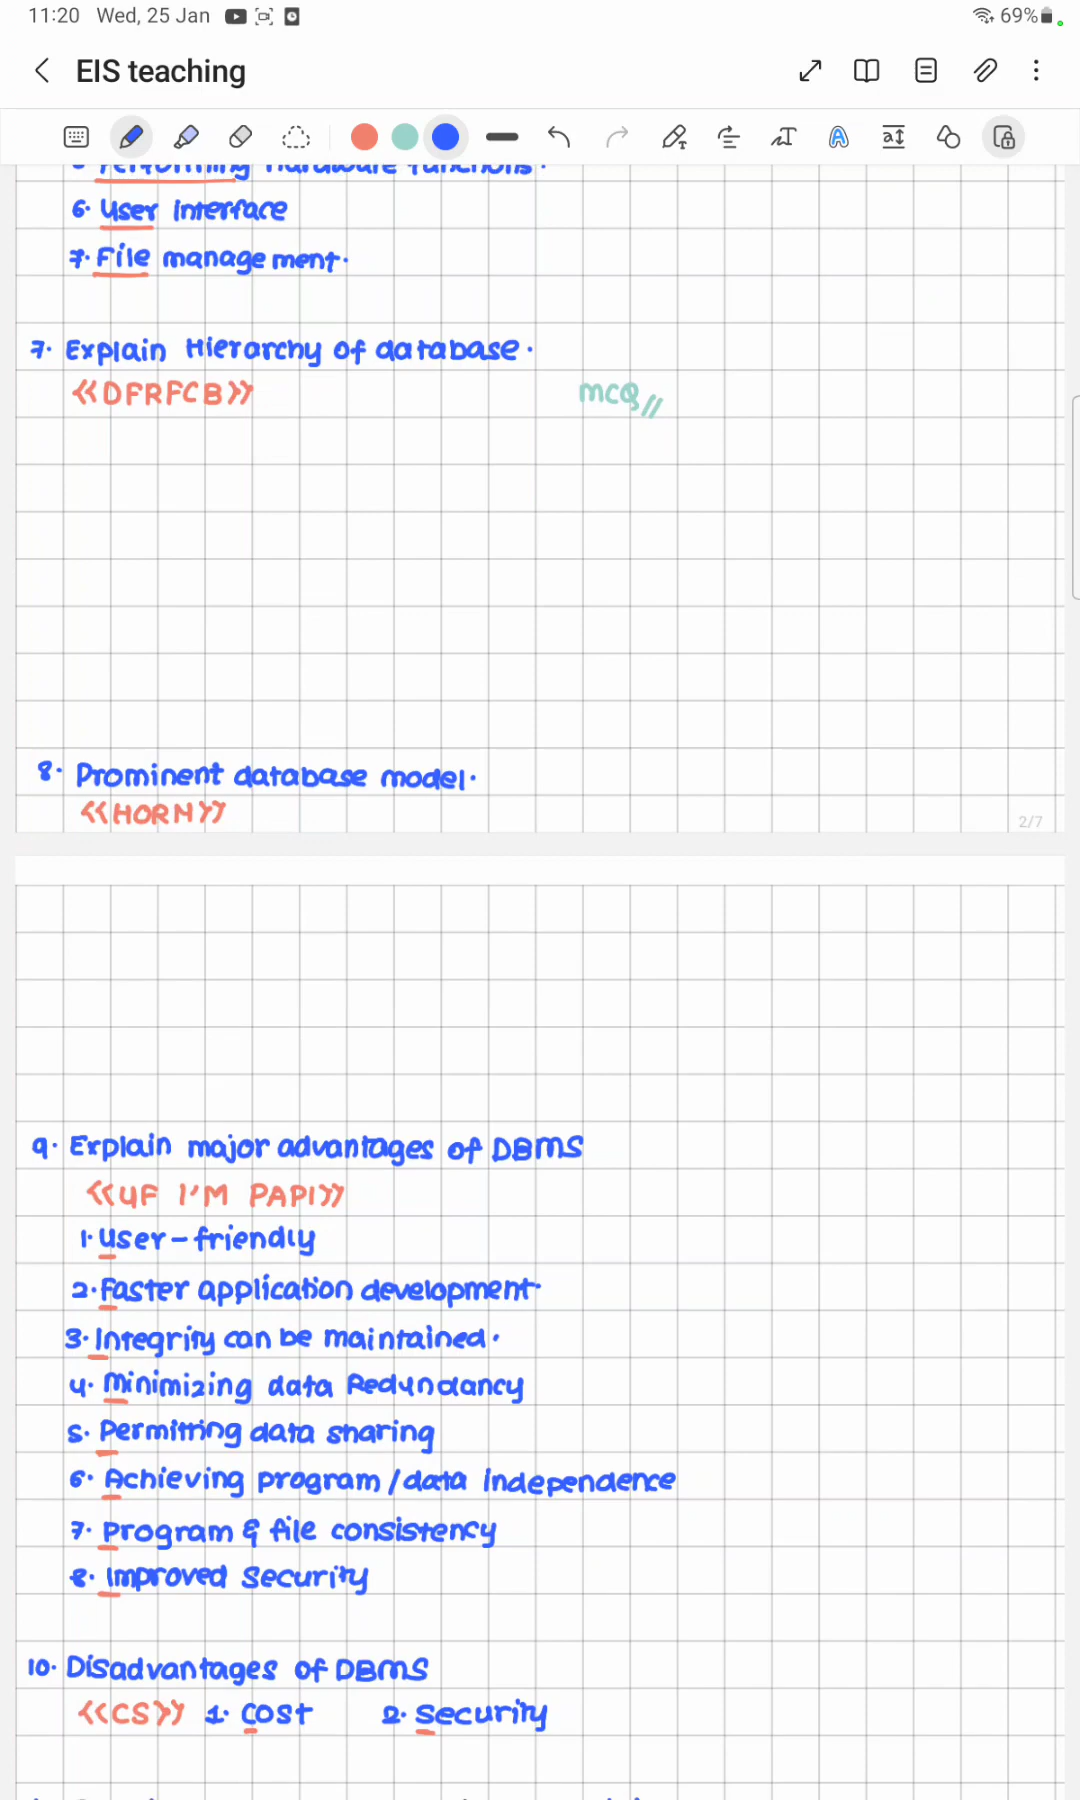 11:20 Wed, 25 Jan 69%
EIS teaching
Performing Hardware functions.
6. User interface
7. File management.
7. Explain Hierarchy of database.
<<DFRFCB>> MCQ//
8. Prominent database model.
<<HORN>>
2/7
9. Explain major advantages of DBMS
<<UF I'M PAPI>>
1. User-friendly
2. Faster application development.
3. Integrity can be maintained.
4. Minimizing data Redundancy
5. Permitting data sharing
6. Achieving program/data independence
7. Program & file consistency
8. Improved security
10. Disadvantages of DBMS
<<CS>> 1. Cost 2. Security